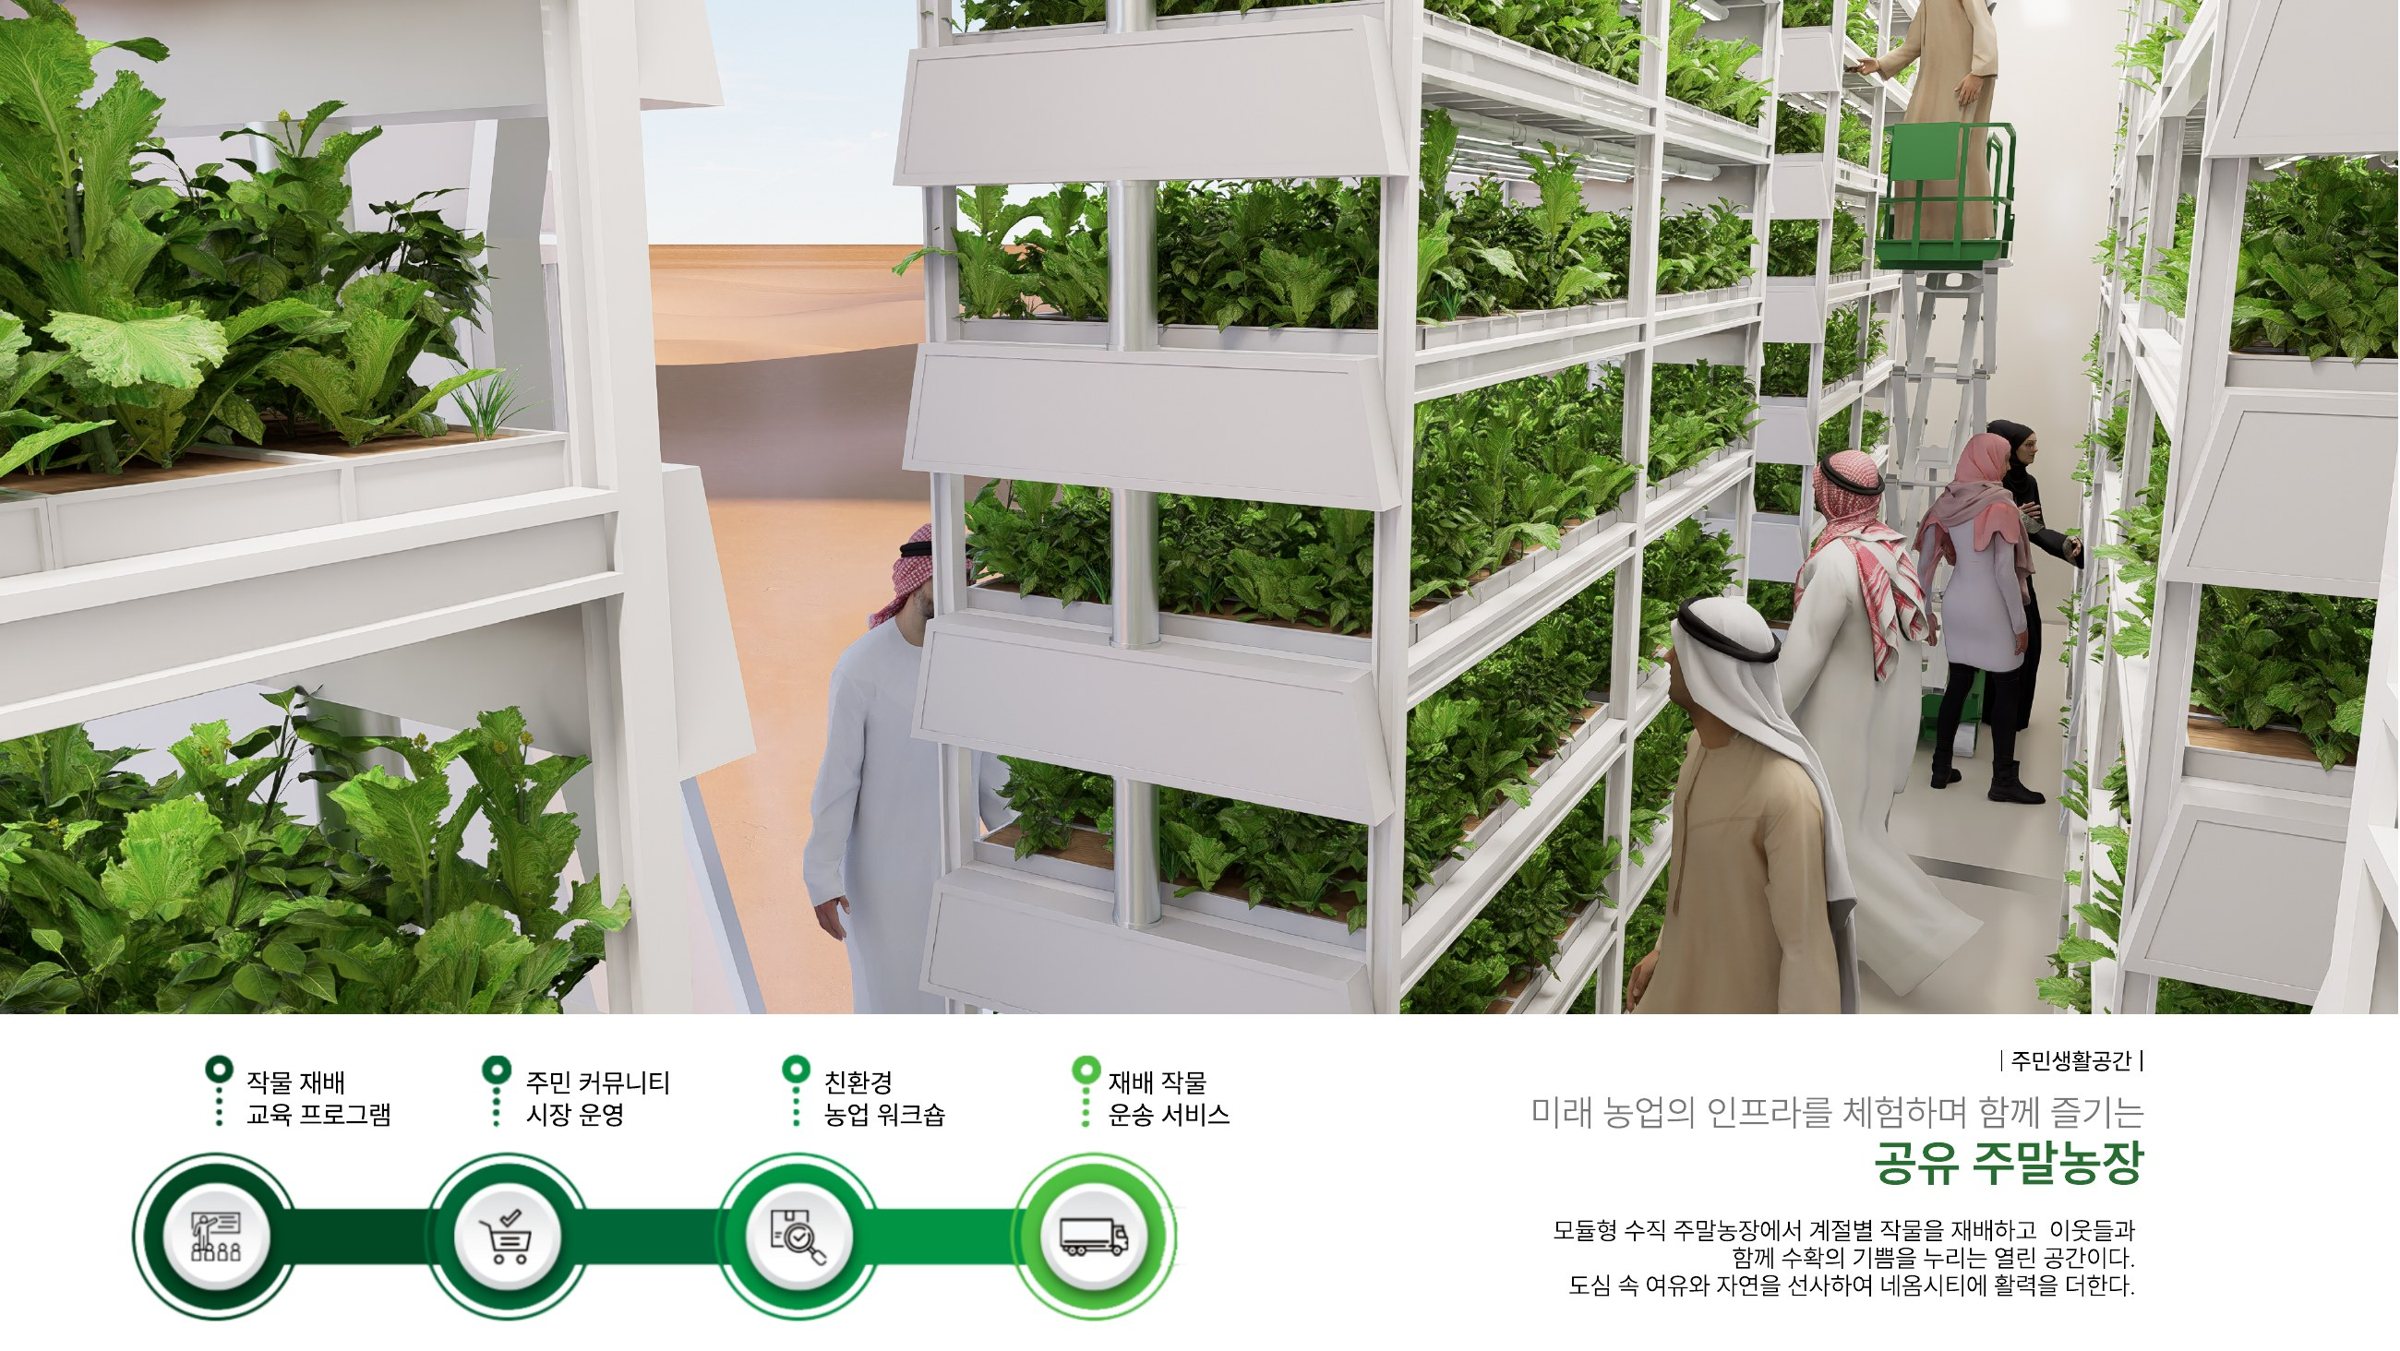 작물 재배
교육 프로그램
주민 커뮤니티
시장 운영
친환경
농업 워크숍
재배 작물
운송 서비스
| 주민생활공간 |
미래 농업의 인프라를 체험하며 함께 즐기는
공유 주말농장
모듈형 수직 주말농장에서 계절별 작물을 재배하고 이웃들과
함께 수확의 기쁨을 누리는 열린 공간이다.
도심 속 여유와 자연을 선사하여 네옴시티에 활력을 더한다.